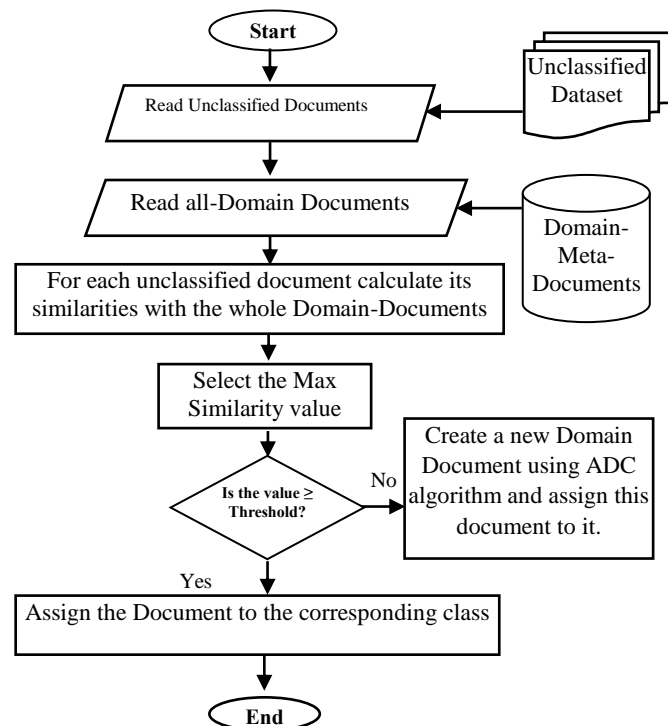 Start
Read Unclassified Documents
Unclassified
Dataset
Read all-Domain Documents
Domain-
Meta-
Documents
For each unclassified document calculate its
similarities with the whole Domain-Documents
Select the Max
Similarity value
Is the value ≥
Threshold?
No
Create a new Domain
Document using ADC
algorithm and assign this
document to it.
Yes
Assign the Document to the corresponding class
End